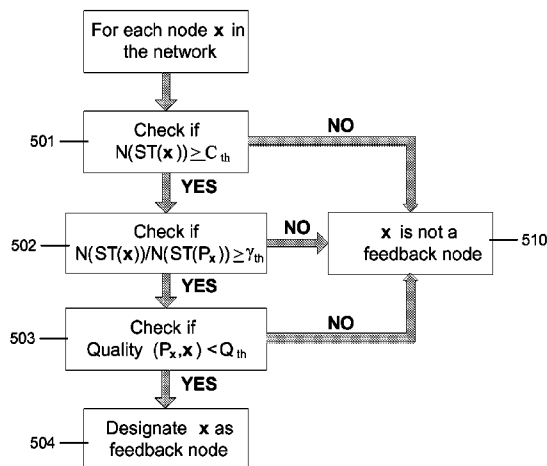 For each node x in
the network
501
Check if
N(ST(x))≥C th
NO
YES
502
Check
N(ST(x))/N(ST(Px))≥γth
NO
x is not a
feedback node
510
YES
503
Check if
Quality (Px,x)<Q th
NO
YES
504
Designate x as
feedback node